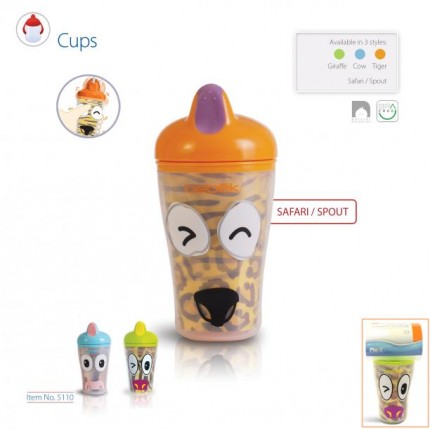 Cups
Available in 3 styles:
Giraffe Cow Tiger
Safari / Spout
SAFARI / SPOUT
Item No. 5110